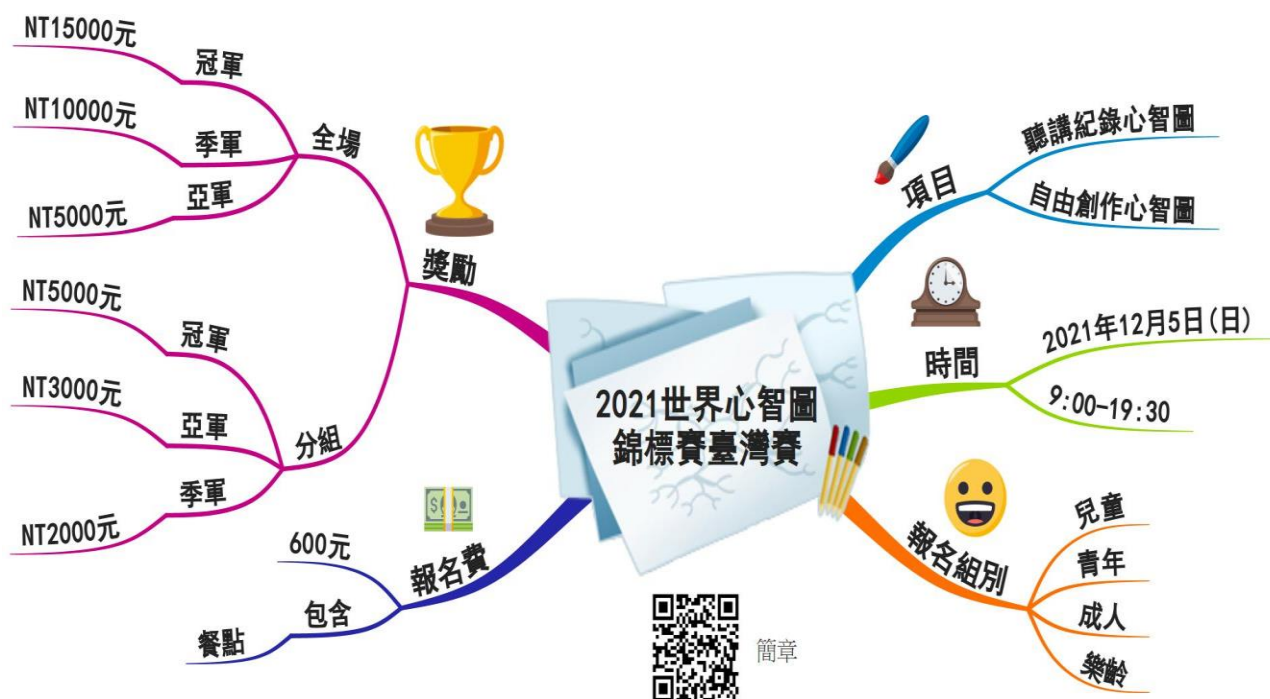 2021世界心智圖
錦標賽臺灣賽
項目
聽講紀錄心智圖
自由創作心智圖
時間
2021年12月5日(日)
9:00-19:30
報名組別
兒童
青年
成人
樂齡
報名費
600元
包含
餐點
獎勵
全場
冠軍
NT15000元
季軍
NT10000元
亞軍
NT5000元
分組
冠軍
NT5000元
亞軍
NT3000元
季軍
NT2000元
簡章